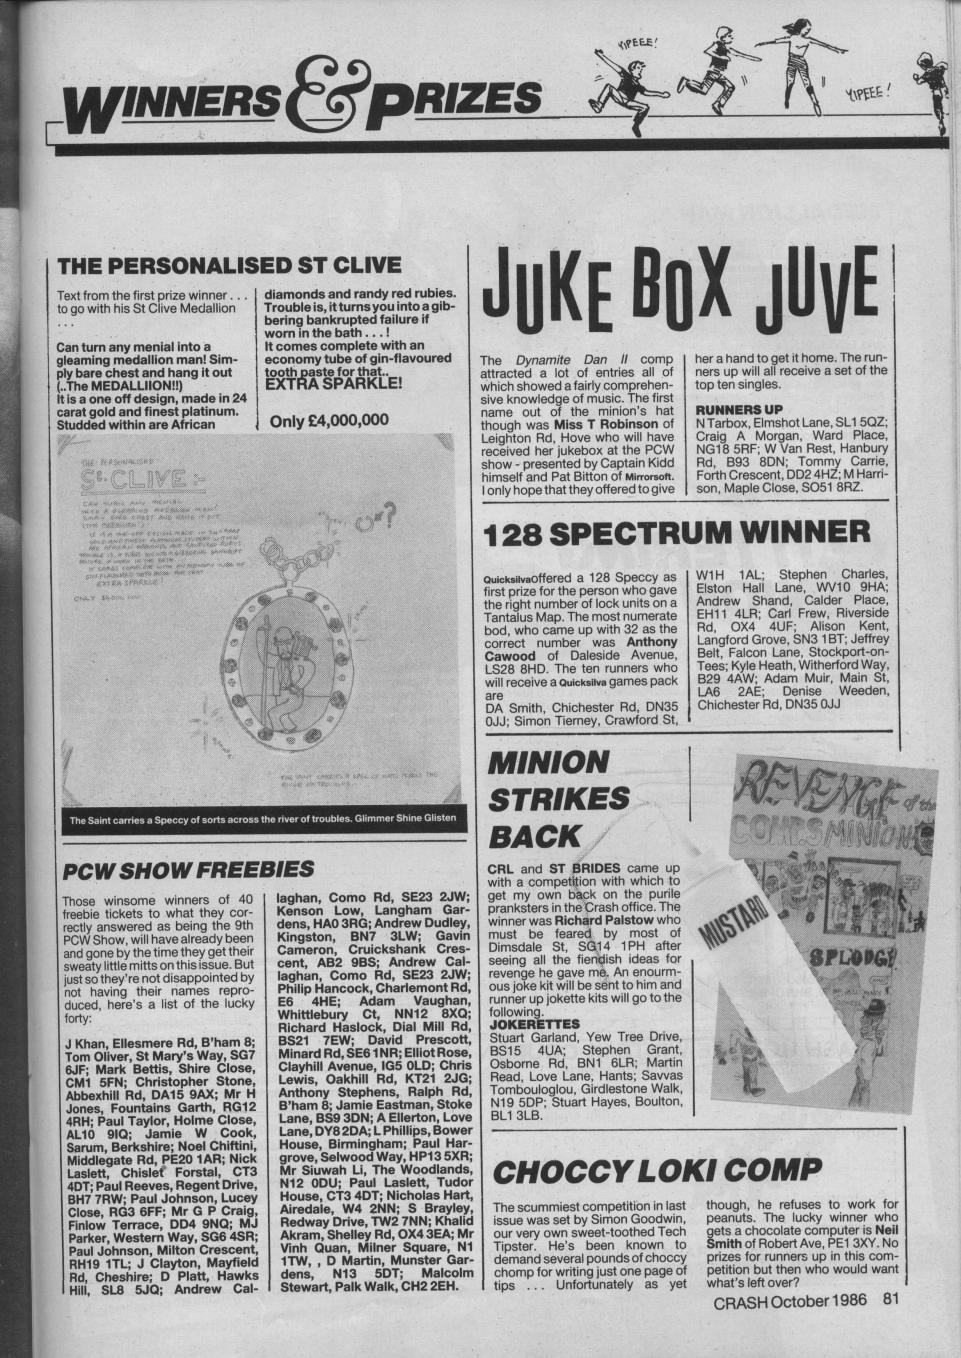 YIPEEE!
YIPEEE!
WINNERS & PRIZES
THE PERSONALISED ST CLIVE
Text from the first prize winner . . .
to go with his St Clive Medallion
. . .
Can turn any menial into a
gleaming medallion man! Sim-
ply bare chest and hang it out
(..The MEDALLIION!!)
It is a one off design, made in 24
carat gold and finest platinum.
Studded within are African
diamonds and randy red rubies.
Trouble is, it turns you into a gib-
bering bankrupted failure if
worn in the bath . . . !
It comes complete with an
economy tube of gin-flavoured
tooth paste for that..
EXTRA SPARKLE!
Only £4,000,000
THE PERSONALISED
ST. CLIVE :-
CAN TURN ANY MENIAL
INTO A GLEAMING MEDALLION MAN!
SIMPLY BARE CHEST AND HANG IT OUT
(THE MEDALLION!)
EXTRA SPARKLE!
ONLY £4,000,000
The Saint carries a Speccy of sorts across the river of troubles. Glimmer Shine Glisten
PCW SHOW FREEBIES
Those winsome winners of 40
freebie tickets to what they cor-
rectly answered as being the 9th
PCW Show, will have already been
and gone by the time they get their
sweaty little mitts on this issue. But
just so they're not disappointed by
not having their names repro-
duced, here's a list of the lucky
forty:
J Khan, Ellesmere Rd, B'ham 8;
Tom Oliver, St Mary's Way, SG7
6JF; Mark Bettis, Shire Close,
CM1 5FN; Christopher Stone,
Abbexhill Rd, DA15 9AX; Mr H
Jones, Fountains Garth, RG12
4RH; Paul Taylor, Holme Close,
AL10 9IQ; Jamie W Cook,
Sarum, Berkshire; Noel Chiftini,
Middlegate Rd, PE20 1AR; Nick
Laslett, Chislet Forstal, CT3
4DT; Paul Reeves, Regent Drive,
BH7 7RW; Paul Johnson, Lucey
Close, RG3 6FF; Mr G P Craig,
Finlow Terrace, DD4 9NQ; MJ
Parker, Western Way, SG6 4SR;
Paul Johnson, Milton Crescent,
RH19 1TL; J Clayton, Mayfield
Rd, Cheshire; D Platt, Hawks
Hill, SL8 5JQ; Andrew Cal-
laghan, Como Rd, SE23 2JW;
Kenson Low, Langham Gar-
dens, HA0 3RG; Andrew Dudley,
Kingston, BN7 3LW; Gavin
Cameron, Cruickshank Cres-
cent, AB2 9BS; Andrew Cal-
laghan, Como Rd, SE23 2JW;
Philip Hancock, Charlemont Rd,
E6 4HE; Adam Vaughan,
Whittlebury Ct, NN12 8XQ;
Richard Haslock, Dial Mill Rd,
BS21 7EW; David Prescott,
Minard Rd, SE6 1NR; Elliot Rose,
Clayhill Avenue, IG5 0LD; Chris
Lewis, Oakhill Rd, KT21 2JG;
Anthony Stephens, Ralph Rd,
B'ham 8; Jamie Eastman, Stoke
Lane, BS9 3DN; A Ellerton, Love
Lane, DY8 2DA; L Phillips, Bower
House, Birmingham; Paul Har-
grove, Selwood Way, HP13 5XR;
Mr Siuwah Li, The Woodlands,
N12 0DU; Paul Laslett, Tudor
House, CT3 4DT; Nicholas Hart,
Airedale, W4 2NN; S Brayley,
Redway Drive, TW2 7NN; Khalid
Akram, Shelley Rd, OX4 3EA; Mr
Vinh Quan, Milner Square, N1
1TW, , D Martin, Munster Gar-
dens, N13 5DT; Malcolm
Stewart, Palk Walk, CH2 2EH.
JUKE BOX JUVE
The Dynamite Dan II comp
attracted a lot of entries all of
which showed a fairly comprehen-
sive knowledge of music. The first
name out of the minion's hat
though was Miss T Robinson of
Leighton Rd, Hove who will have
received her jukebox at the PCW
show - presented by Captain Kidd
himself and Pat Bitton of Mirrorsoft.
I only hope that they offered to give
her a hand to get it home. The run-
ners up will all receive a set of the
top ten singles.
RUNNERS UP
N Tarbox, Elmshot Lane, SL1 5QZ;
Craig A Morgan, Ward Place,
NG18 5RF; W Van Rest, Hanbury
Rd, B93 8DN; Tommy Carrie,
Forth Crescent, DD2 4HZ; M Harri-
son, Maple Close, SO51 8RZ.
128 SPECTRUM WINNER
Quicksilva offered a 128 Speccy as
first prize for the person who gave
the right number of lock units on a
Tantalus Map. The most numerate
bod, who came up with 32 as the
correct number was Anthony
Cawood of Daleside Avenue,
LS28 8HD. The ten runners who
will receive a Quicksilva games pack
are
DA Smith, Chichester Rd, DN35
0JJ; Simon Tierney, Crawford St,
W1H 1AL; Stephen Charles,
Elston Hall Lane, WV10 9HA;
Andrew Shand, Calder Place,
EH11 4LR; Carl Frew, Riverside
Rd, OX4 4UF; Alison Kent,
Langford Grove, SN3 1BT; Jeffrey
Belt, Falcon Lane, Stockport-on-
Tees; Kyle Heath, Witherford Way,
B29 4AW; Adam Muir, Main St,
LA6 2AE; Denise Weeden,
Chichester Rd, DN35 0JJ
MINION
STRIKES
BACK
CRL and ST BRIDES came up
with a competition with which to
get my own back on the purile
pranksters in the Crash office. The
winner was Richard Palstow who
must be feared by most of
Dimsdale St, SG14 1PH after
seeing all the fiendish ideas for
revenge he gave me. An enourm-
ous joke kit will be sent to him and
runner up jokette kits will go to the
following.
JOKERETTES
Stuart Garland, Yew Tree Drive,
BS15 4UA; Stephen Grant,
Osborne Rd, BN1 6LR; Martin
Read, Love Lane, Hants; Savvas
Tombouloglou, Girdlestone Walk,
N19 5DP; Stuart Hayes, Boulton,
BL1 3LB.
REVENGE of the
COMPS MINION
MUSTARD
SPLODGE
CHOCCY LOKI COMP
The scummiest competition in last
issue was set by Simon Goodwin,
our very own sweet-toothed Tech
Tipster. He's been known to
demand several pounds of choccy
chomp for writing just one page of
tips ... Unfortunately as yet
though, he refuses to work for
peanuts. The lucky winner who
gets a chocolate computer is Neil
Smith of Robert Ave, PE1 3XY. No
prizes for runners up in this com-
petition but then who would want
what's left over?
CRASH October 1986 81